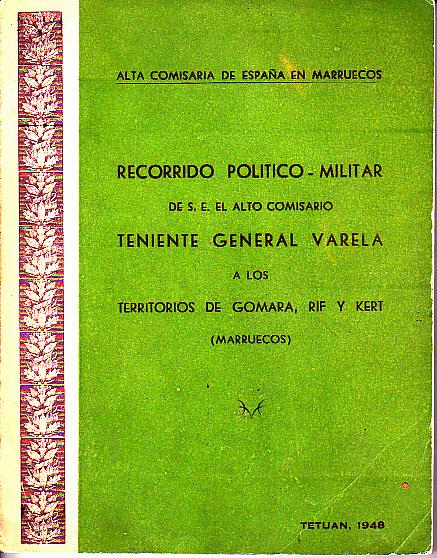 ALTA COMISARIA DE ESPAÑA EN MARRUECOS
RECORRIDO POLITICO - MILITAR
DE S. E. EL ALTO COMISARIO
TENIENTE GENERAL VARELA
A LOS
TERRITORIOS DE GOMARA, RIF Y KERT
(MARRUECOS)
TETUAN, 1948